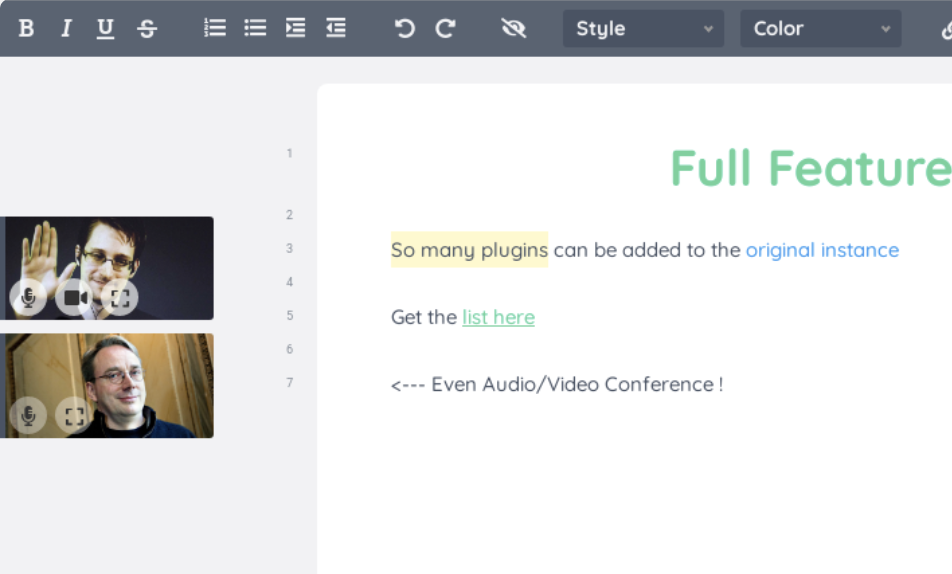 B I U S
Style
Color
1
Full Feature
2
3 So many plugins can be added to the original instance
4
5 Get the list here
6
7 <--- Even Audio/Video Conference !